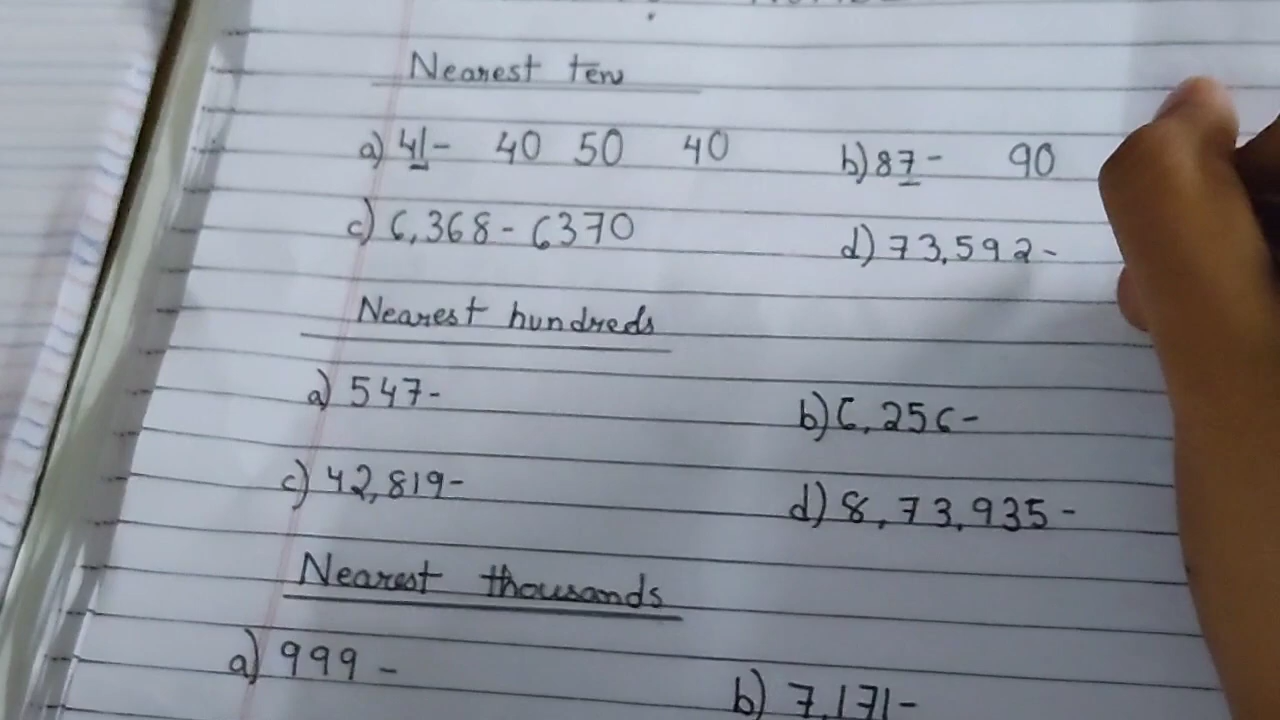 Nearest ten
a) 41- 40 50 40 b) 87- 90
c) 6,368- 6370 d) 73,592-
Nearest hundreds
a) 547- b) 6,256-
c) 42,819- d) 8,73,935-
Nearest thousands
a) 999- b) 7,171-